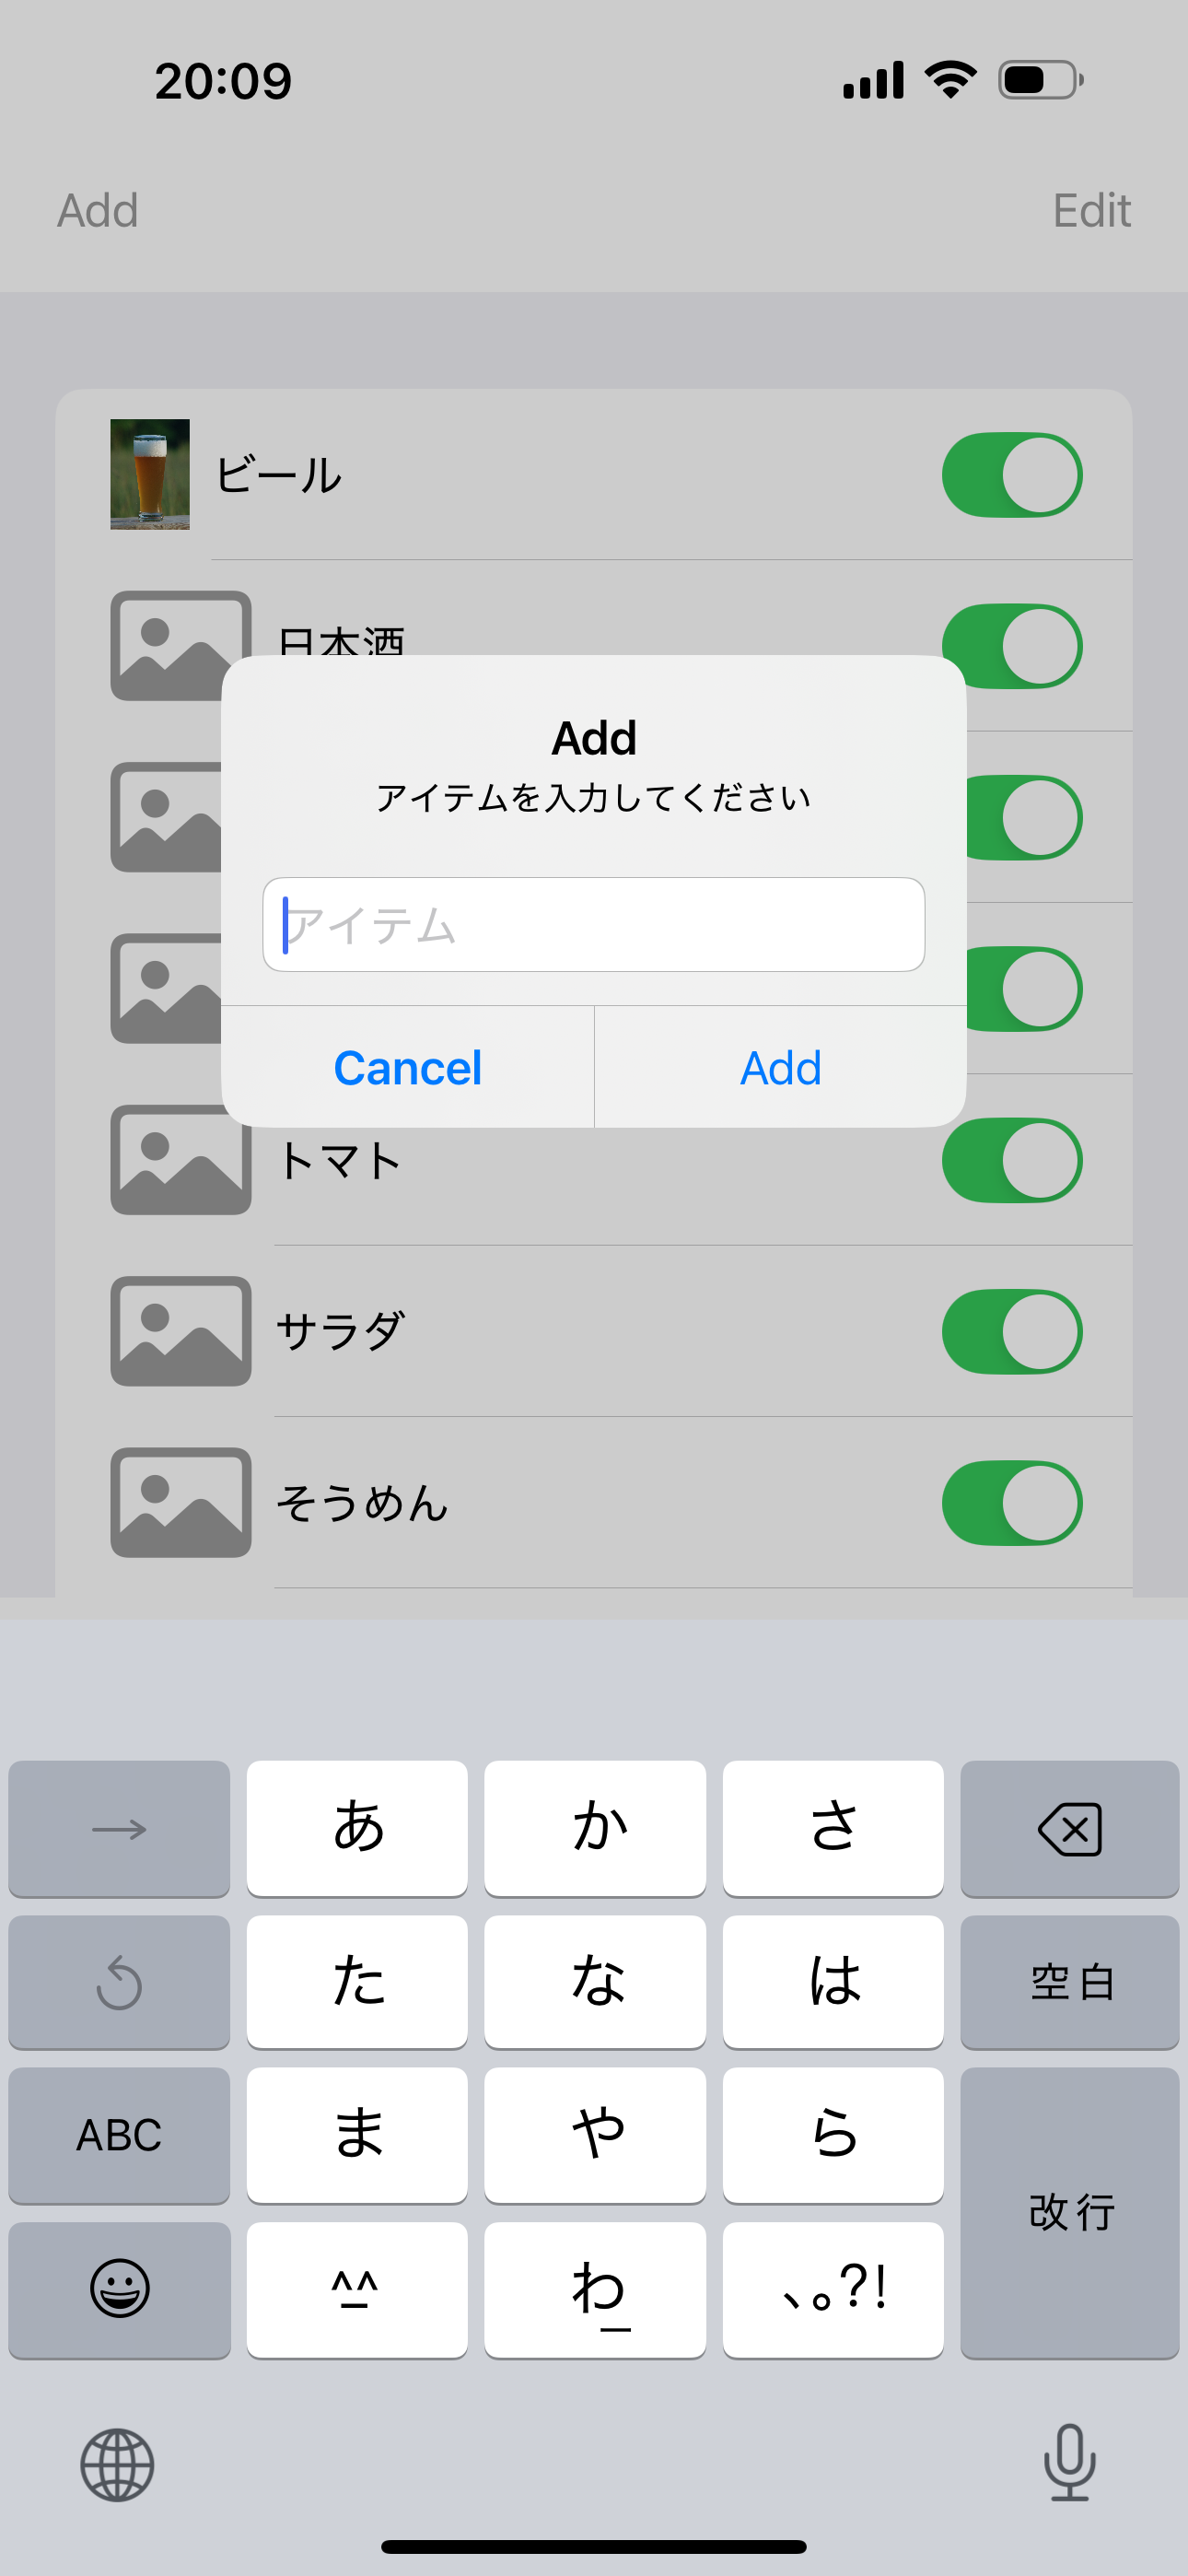 20:09
Add Edit
ビール
日本酒
Add
アイテムを入力してください
アイテム
Cancel Add
トマト
サラダ
そうめん
→ あ か さ
た な は 空白
ABC ま や ら
改行
^_^ わ_ 、。?!